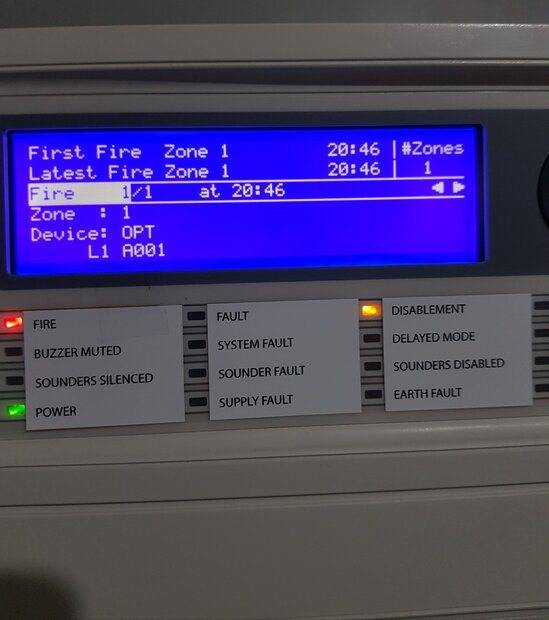 First Fire Zone 1 20:46 |#Zones
Latest Fire Zone 1 20:46 | 1
Fire 1/1 at 20:46 ◄ ►
Zone : 1
Device: OPT
L1 A001
FIRE
BUZZER MUTED
SOUNDERS SILENCED
POWER
FAULT
SYSTEM FAULT
SOUNDER FAULT
SUPPLY FAULT
DISABLEMENT
DELAYED MODE
SOUNDERS DISABLED
EARTH FAULT